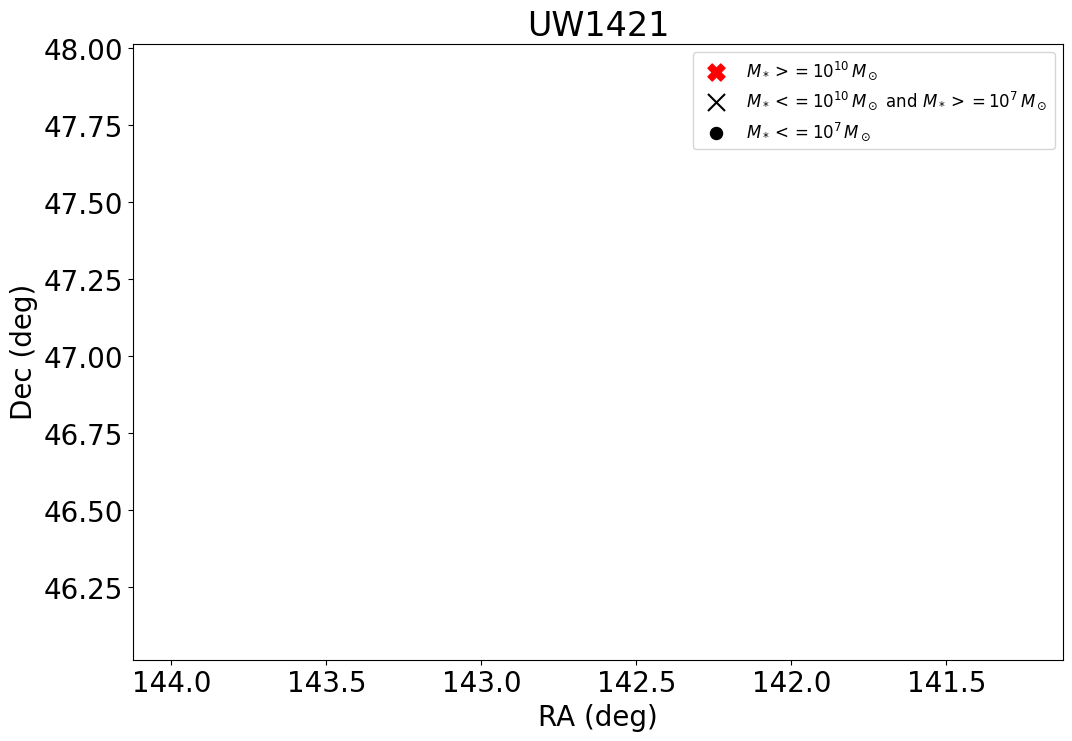 UW1421
48.00
47.75
47.50
47.25
47.00
46.75
46.50
46.25
Dec (deg)
M* >= 10^10 M⊙
M* <= 10^10 M⊙ and M* >= 10^7 M⊙
M* <= 10^7 M⊙
144.0 143.5 143.0 142.5 142.0 141.5
RA (deg)